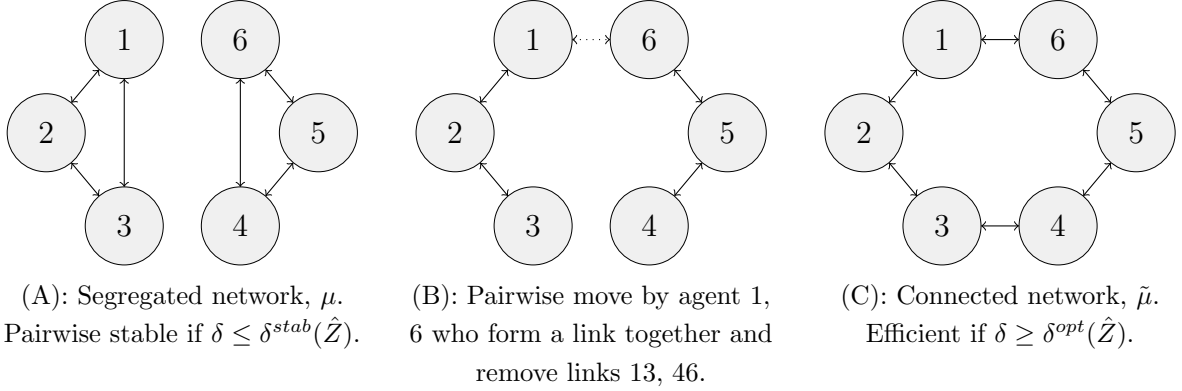 1 6 1 6 1 6
2 5 2 5 2 5
3 4 3 4 3 4
(A): Segregated network, μ.
Pairwise stable if δ ≤ δ^{stab}(Ẑ).
(B): Pairwise move by agent 1,
6 who form a link together and
remove links 13, 46.
(C): Connected network, μ̃.
Efficient if δ ≥ δ^{opt}(Ẑ).